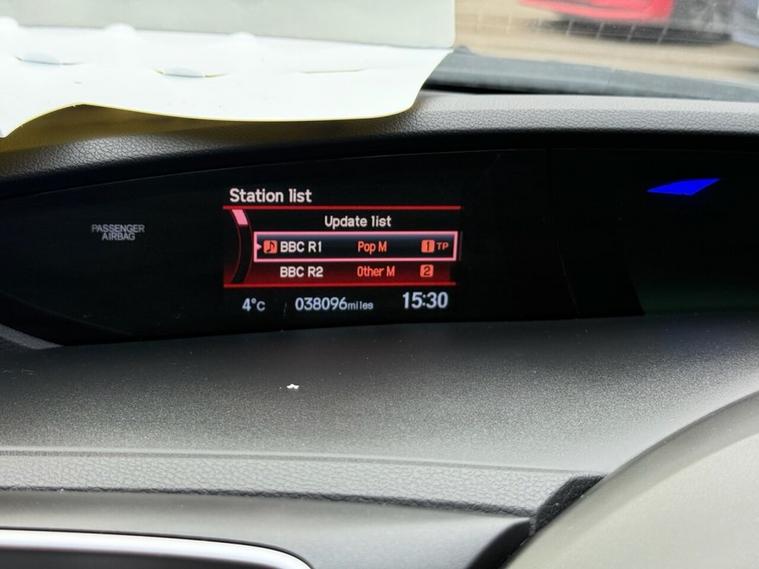 Station list
Update list
BBC R1 Pop M 1 TP
BBC R2 Other M 2
4°C 038096miles 15:30
PASSENGER
AIRBAG